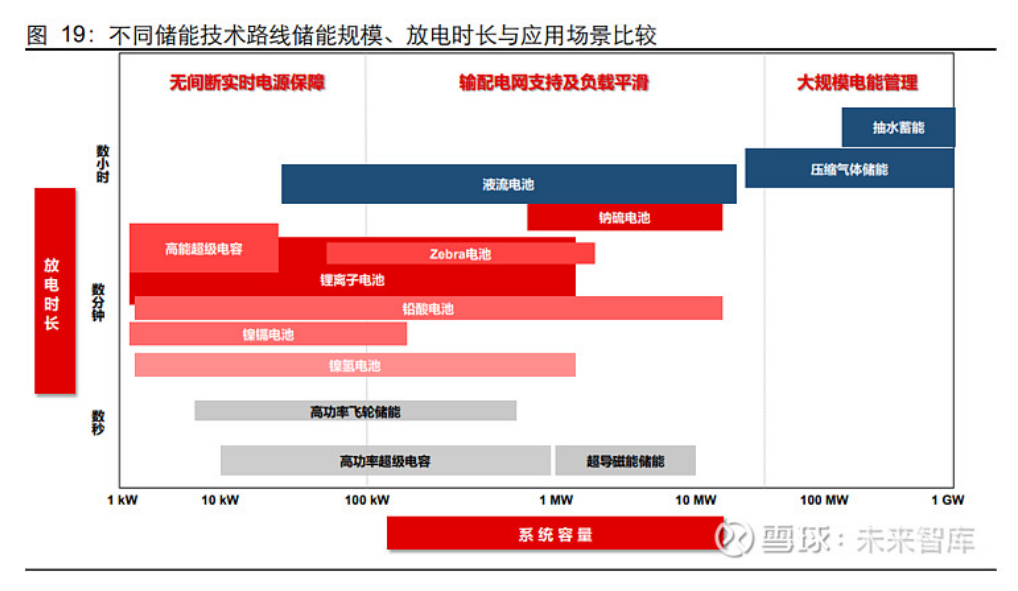 图 19：不同储能技术路线储能规模、放电时长与应用场景比较
无间断实时电源保障
输配电网支持及负载平滑
大规模电能管理
抽水蓄能
数小时
压缩气体储能
液流电池
钠硫电池
高能超级电容
Zebra电池
放电时长
锂离子电池
数分钟
铅酸电池
镍镉电池
镍氢电池
高功率飞轮储能
数秒
高功率超级电容
超导磁能储能
1 kW
10 kW
100 kW
1 MW
10 MW
100 MW
1 GW
系统容量
雪球：未来智库